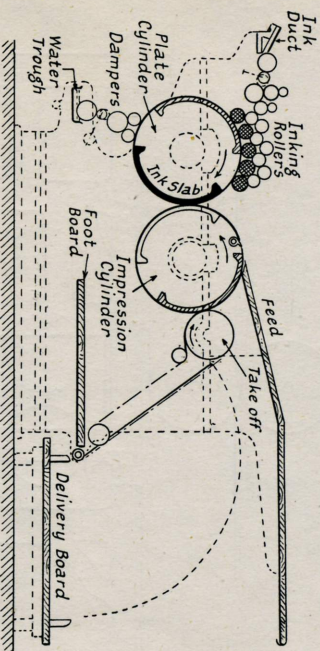 Ink
Duct
Inking
Rollers
Plate
Cylinder
Dampers
Water
Trough
Ink Slab
Foot
Board
Impression
Cylinder
Feed
Take off
Delivery Board